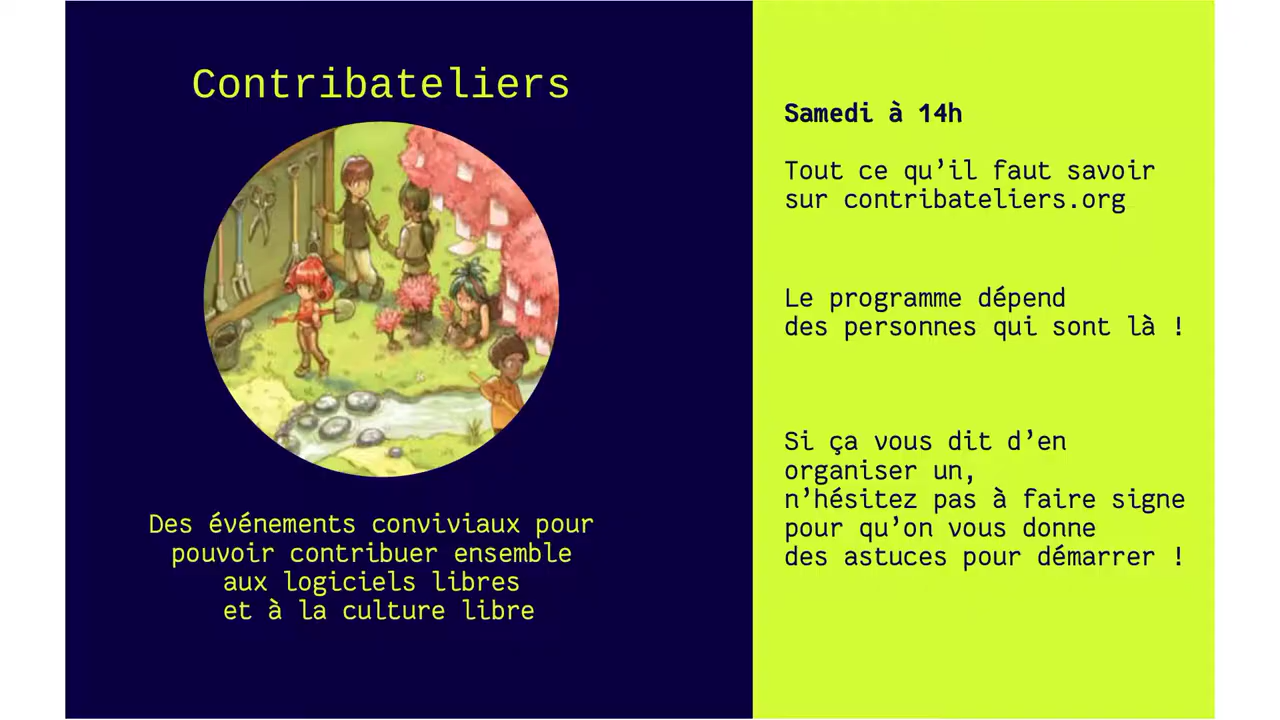 Contribateliers
Des événements conviviaux pour
pouvoir contribuer ensemble
aux logiciels libres
et à la culture libre
Samedi à 14h
Tout ce qu’il faut savoir
sur contribateliers.org
Le programme dépend
des personnes qui sont là !
Si ça vous dit d’en
organiser un,
n’hésitez pas à faire signe
pour qu’on vous donne
des astuces pour démarrer !